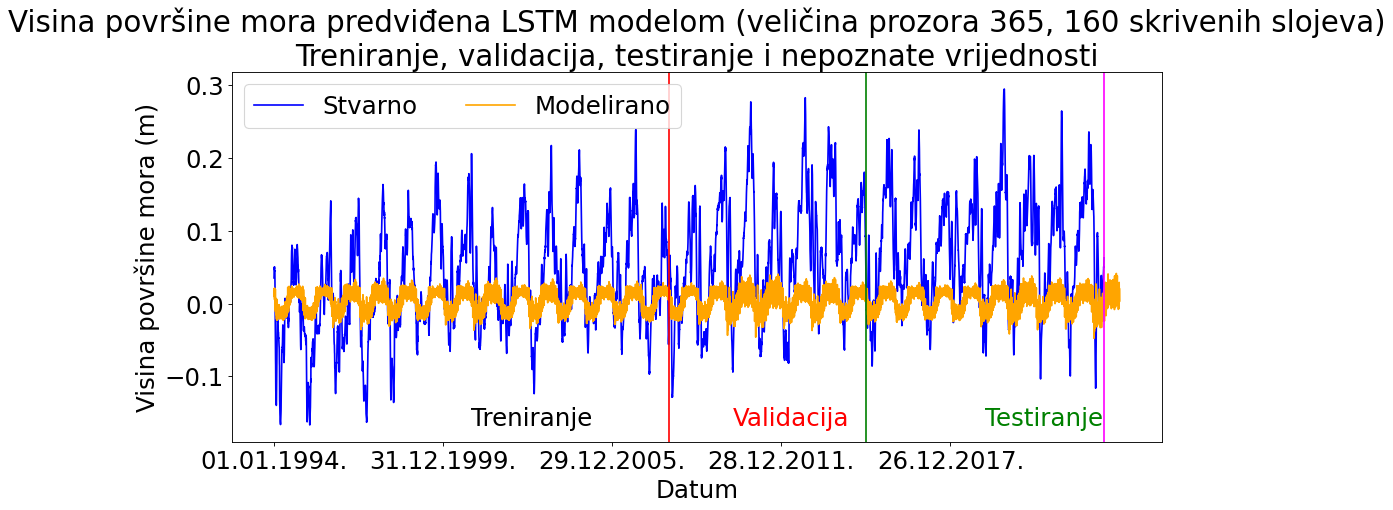 Visina površine mora predviđena LSTM modelom (veličina prozora 365, 160 skrivenih slojeva)
Treniranje, validacija, testiranje i nepoznate vrijednosti
Stvarno Modelirano
Visina površine mora (m)
0.3
0.2
0.1
0.0
−0.1
Treniranje Validacija Testiranje
01.01.1994. 31.12.1999. 29.12.2005. 28.12.2011. 26.12.2017.
Datum